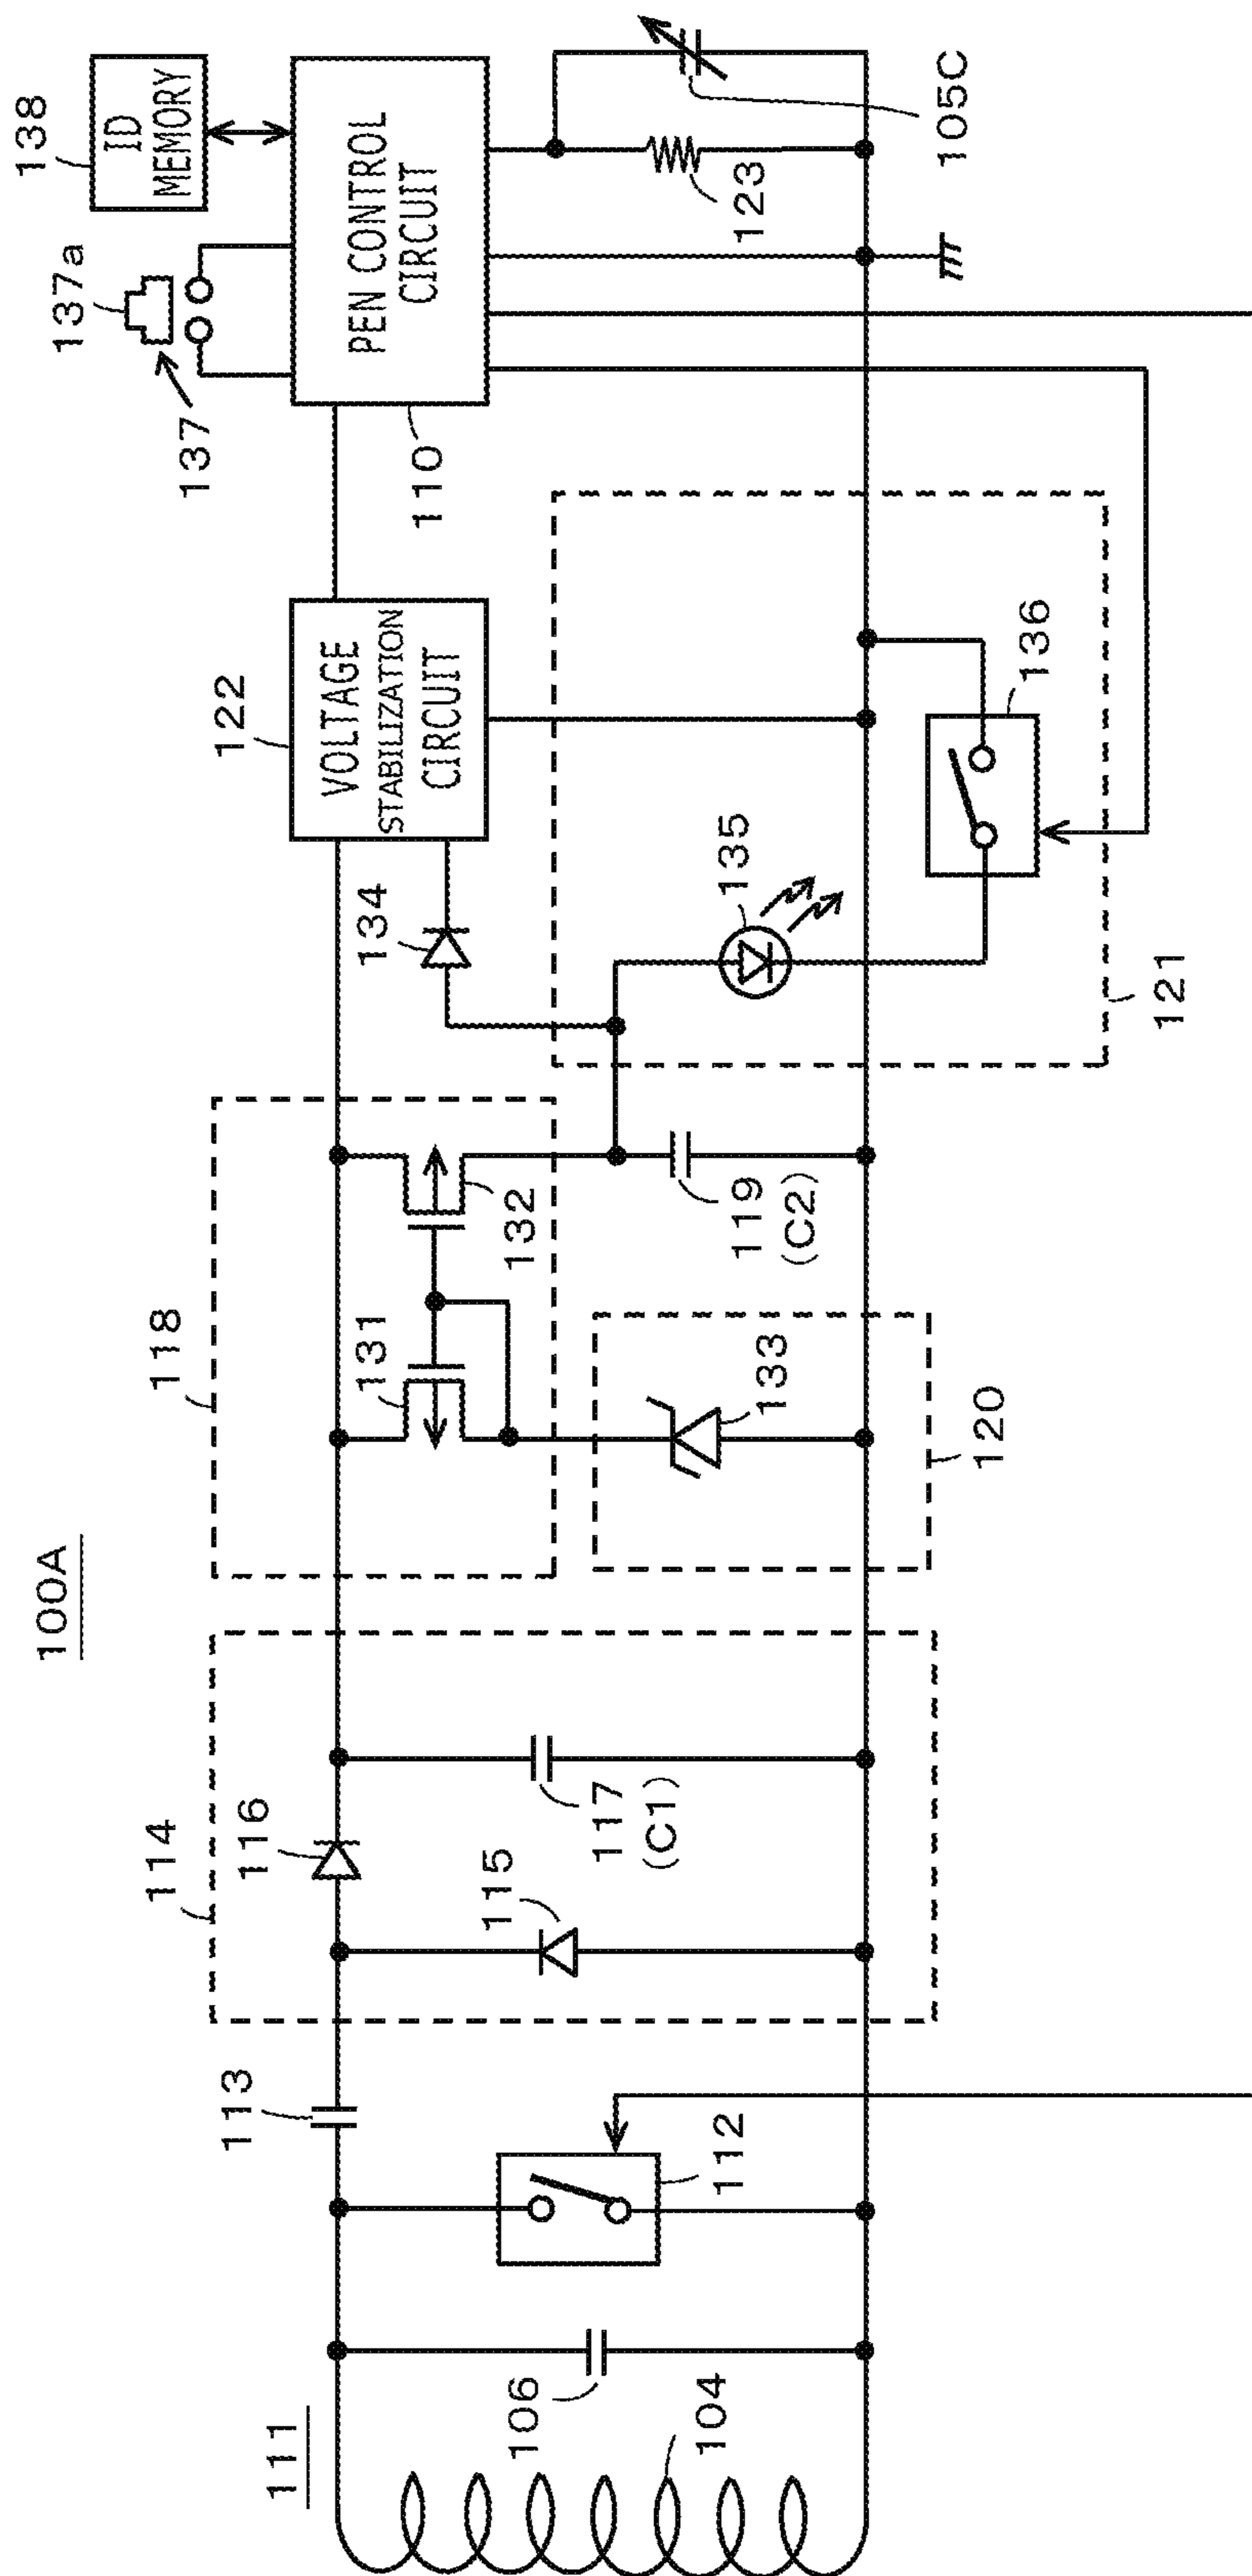 100A
111
104
106
112
113
114
115
116
117
(C1)
118
131
132
120
133
119
(C2)
134
121
135
136
122
VOLTAGE
STABILIZATION
CIRCUIT
110
PEN CONTROL
CIRCUIT
137
137a
138
ID
MEMORY
123
105C